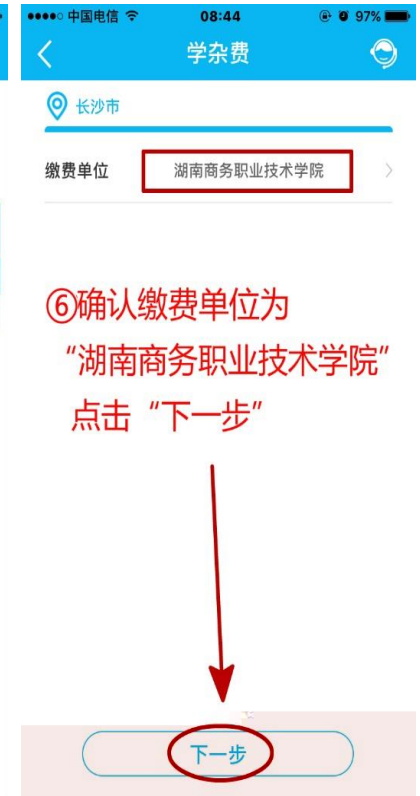 中国电信 08:44 97%
学杂费
长沙市
缴费单位 湖南商务职业技术学院
⑥确认缴费单位为
“湖南商务职业技术学院”
点击“下一步”
下一步